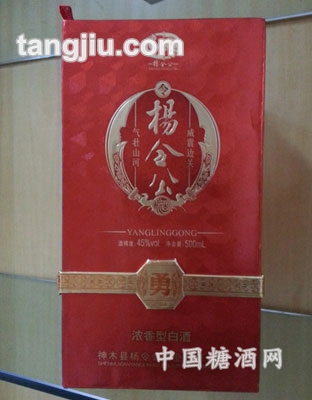 tangjiu.com
杨令公
令
威震边关
气壮山河
杨令公
YANGLINGGONG
酒精度:45%vol 净含量:500mL
勇
浓香型白酒
神木县杨
中国糖酒网